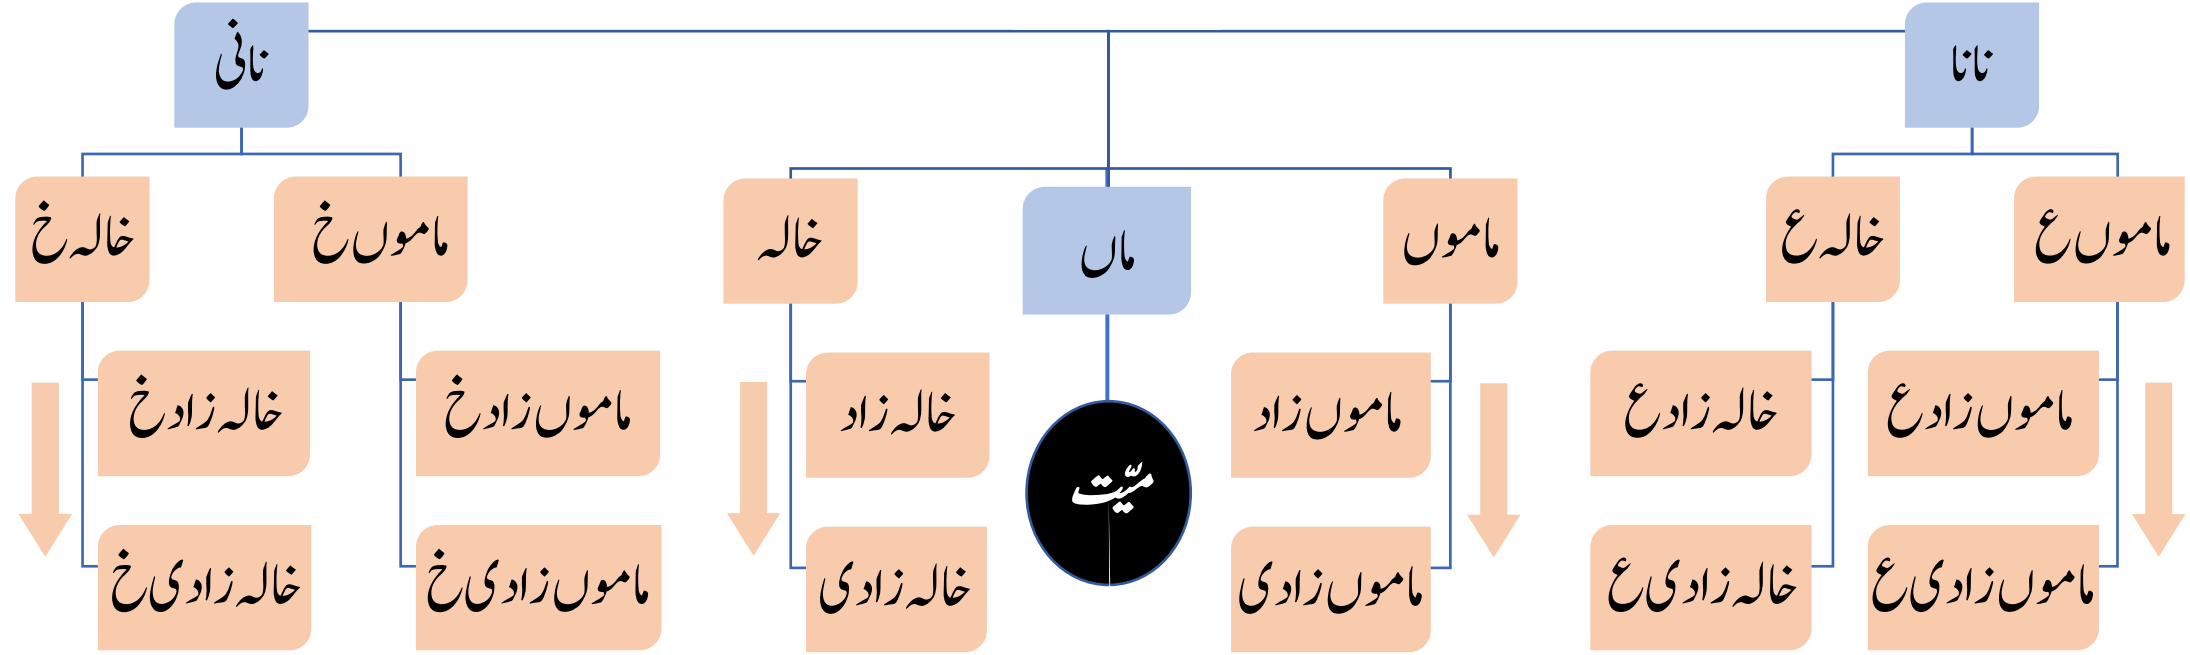 نانا
نانی
ماموں ع
خالہ ع
ماموں
ماں
خالہ
ماموں خ
خالہ خ
ماموں زاد ع
خالہ زاد ع
ماموں زاد
خالہ زاد
ماموں زاد خ
خالہ زاد خ
میّت
ماموں زادی ع
خالہ زادی ع
ماموں زادی
خالہ زادی
ماموں زادی خ
خالہ زادی خ